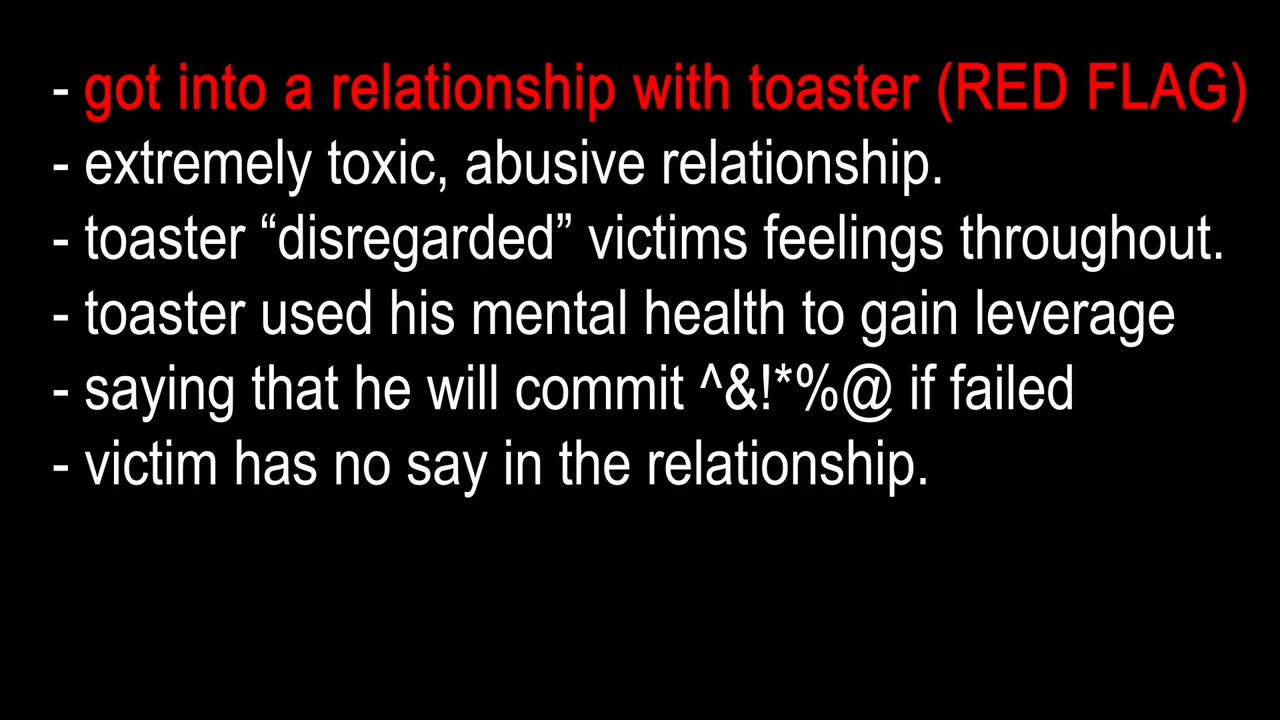 - got into a relationship with toaster (RED FLAG)
- extremely toxic, abusive relationship.
- toaster “disregarded” victims feelings throughout.
- toaster used his mental health to gain leverage
- saying that he will commit ^&!*%@ if failed
- victim has no say in the relationship.